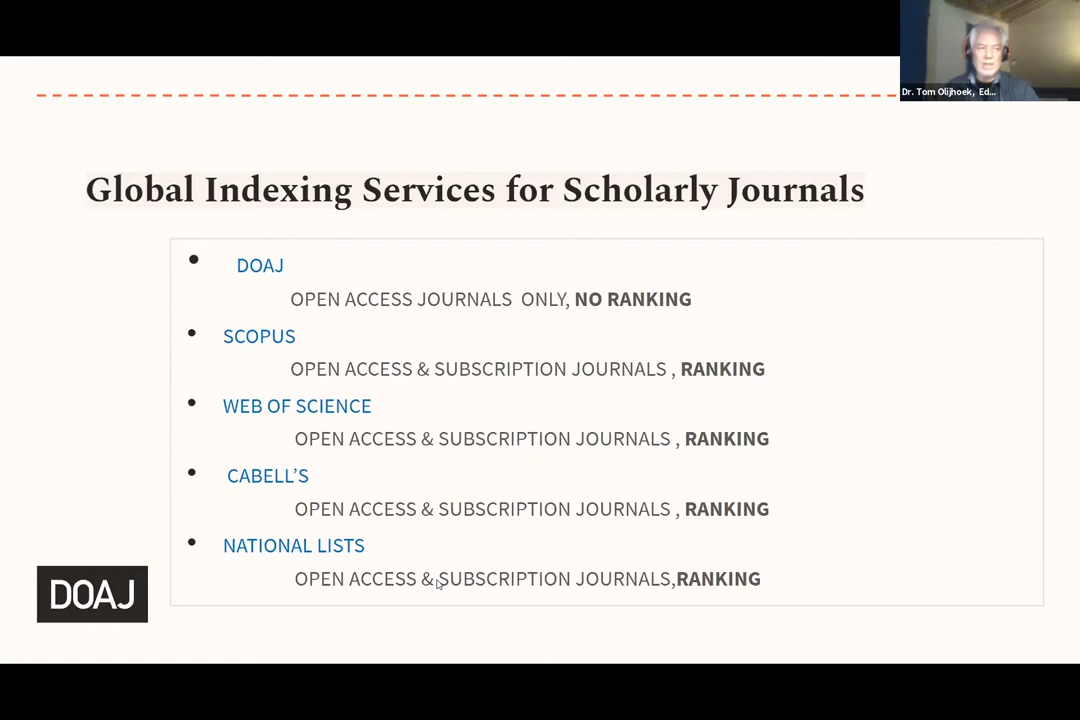 Dr. Tom Olijhoek, Ed...
Global Indexing Services for Scholarly Journals
• DOAJ
OPEN ACCESS JOURNALS ONLY, NO RANKING
• SCOPUS
OPEN ACCESS & SUBSCRIPTION JOURNALS , RANKING
• WEB OF SCIENCE
OPEN ACCESS & SUBSCRIPTION JOURNALS , RANKING
• CABELL’S
OPEN ACCESS & SUBSCRIPTION JOURNALS , RANKING
• NATIONAL LISTS
OPEN ACCESS & SUBSCRIPTION JOURNALS,RANKING
DOAJ